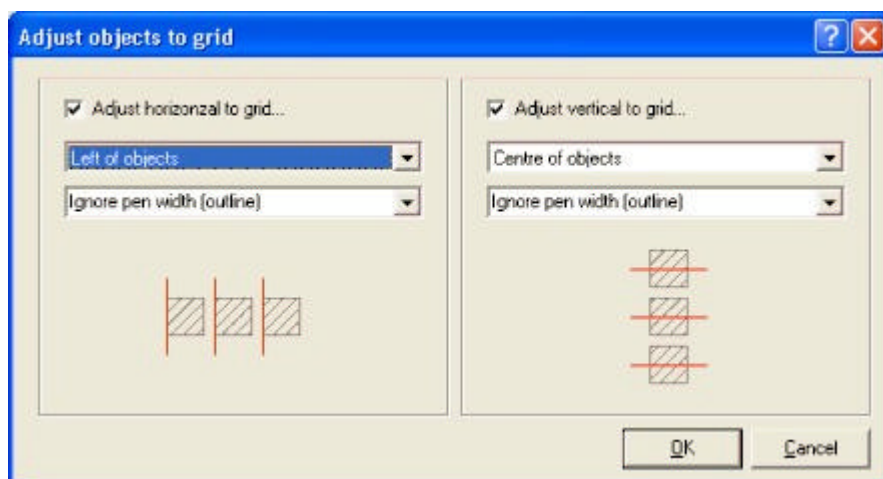 Adjust objects to grid
Adjust horizonzal to grid...
Left of objects
Ignore pen width (outline)
Adjust vertical to grid...
Centre of objects
Ignore pen width (outline)
OK
Cancel